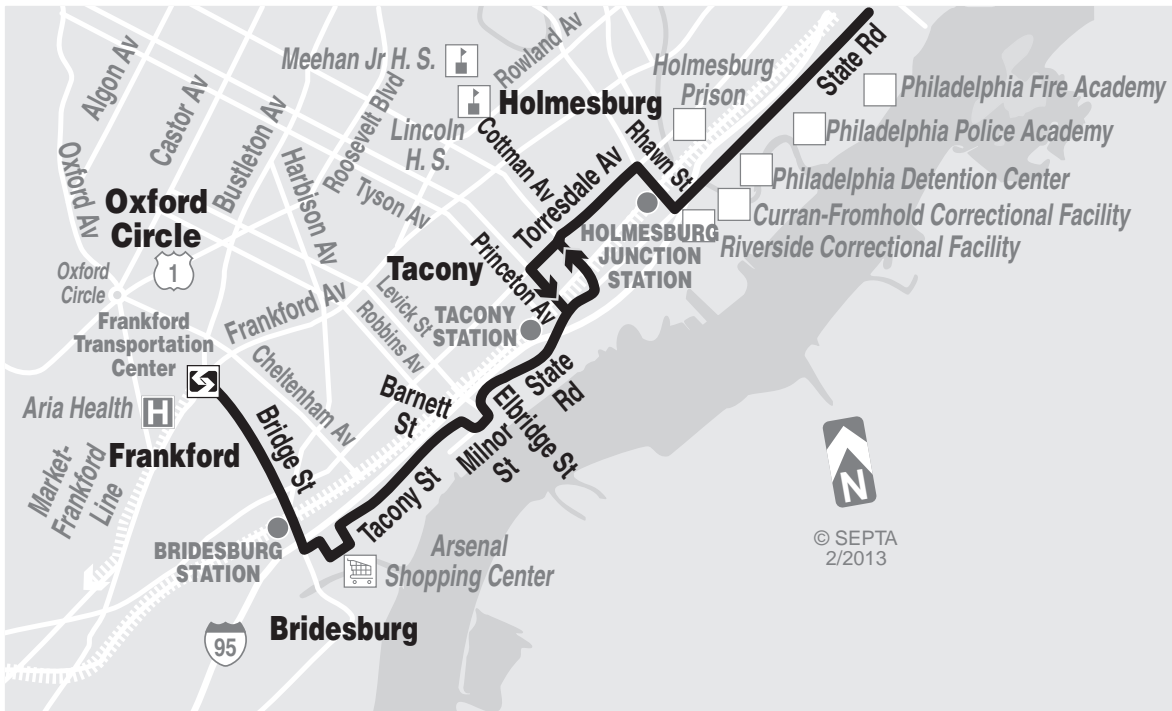 Meehan Jr H. S.
Rowland Av
State Rd
Algon Av
Castor Av
Bustleton Av
Roosevelt Blvd
Holmesburg
Prison
Philadelphia Fire Academy
Holmesburg
Lincoln
H. S.
Cottman Av
Rhawn St
Philadelphia Police Academy
Oxford Av
Harbison Av
Tyson Av
Torresdale Av
Philadelphia Detention Center
Oxford
Circle
Curran-Fromhold Correctional Facility
HOLMESBURG
JUNCTION
STATION
Riverside Correctional Facility
1
Oxford
Circle
Tacony
Princeton Av
Frankford Av
Levick St
Robbins Av
TACONY
STATION
Frankford
Transportation
Center
Cheltenham Av
Barnett
St
State
Rd
Elbridge St
Milnor
St
Aria Health
H
Bridge St
Frankford
Market-
Frankford
Line
Tacony St
N
© SEPTA
2/2013
BRIDESBURG
STATION
Arsenal
Shopping Center
Bridesburg
95